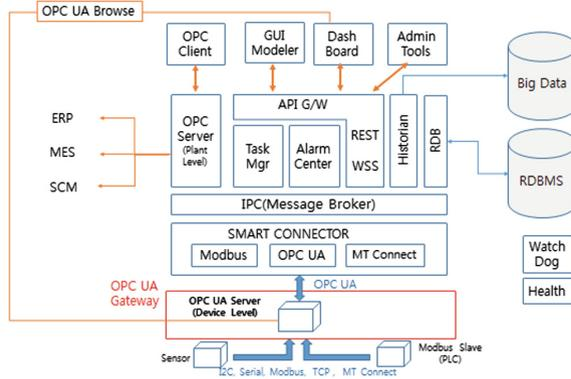 OPC UA Browse
OPC
Client
GUI
Modeler
Dash
Board
Admin
Tools
API G/W
OPC
Server
(Plant
Level)
Task
Mgr
Alarm
Center
REST
WSS
Historian
RDB
Big Data
RDBMS
ERP
MES
SCM
IPC(Message Broker)
SMART CONNECTOR
Modbus
OPC UA
MT Connect
Watch
Dog
Health
OPC UA
Gateway
OPC UA
OPC UA Server
(Device Level)
Sensor
Modbus Slave
(PLC)
I2C, Serial, Modbus, TCP , MT Connect